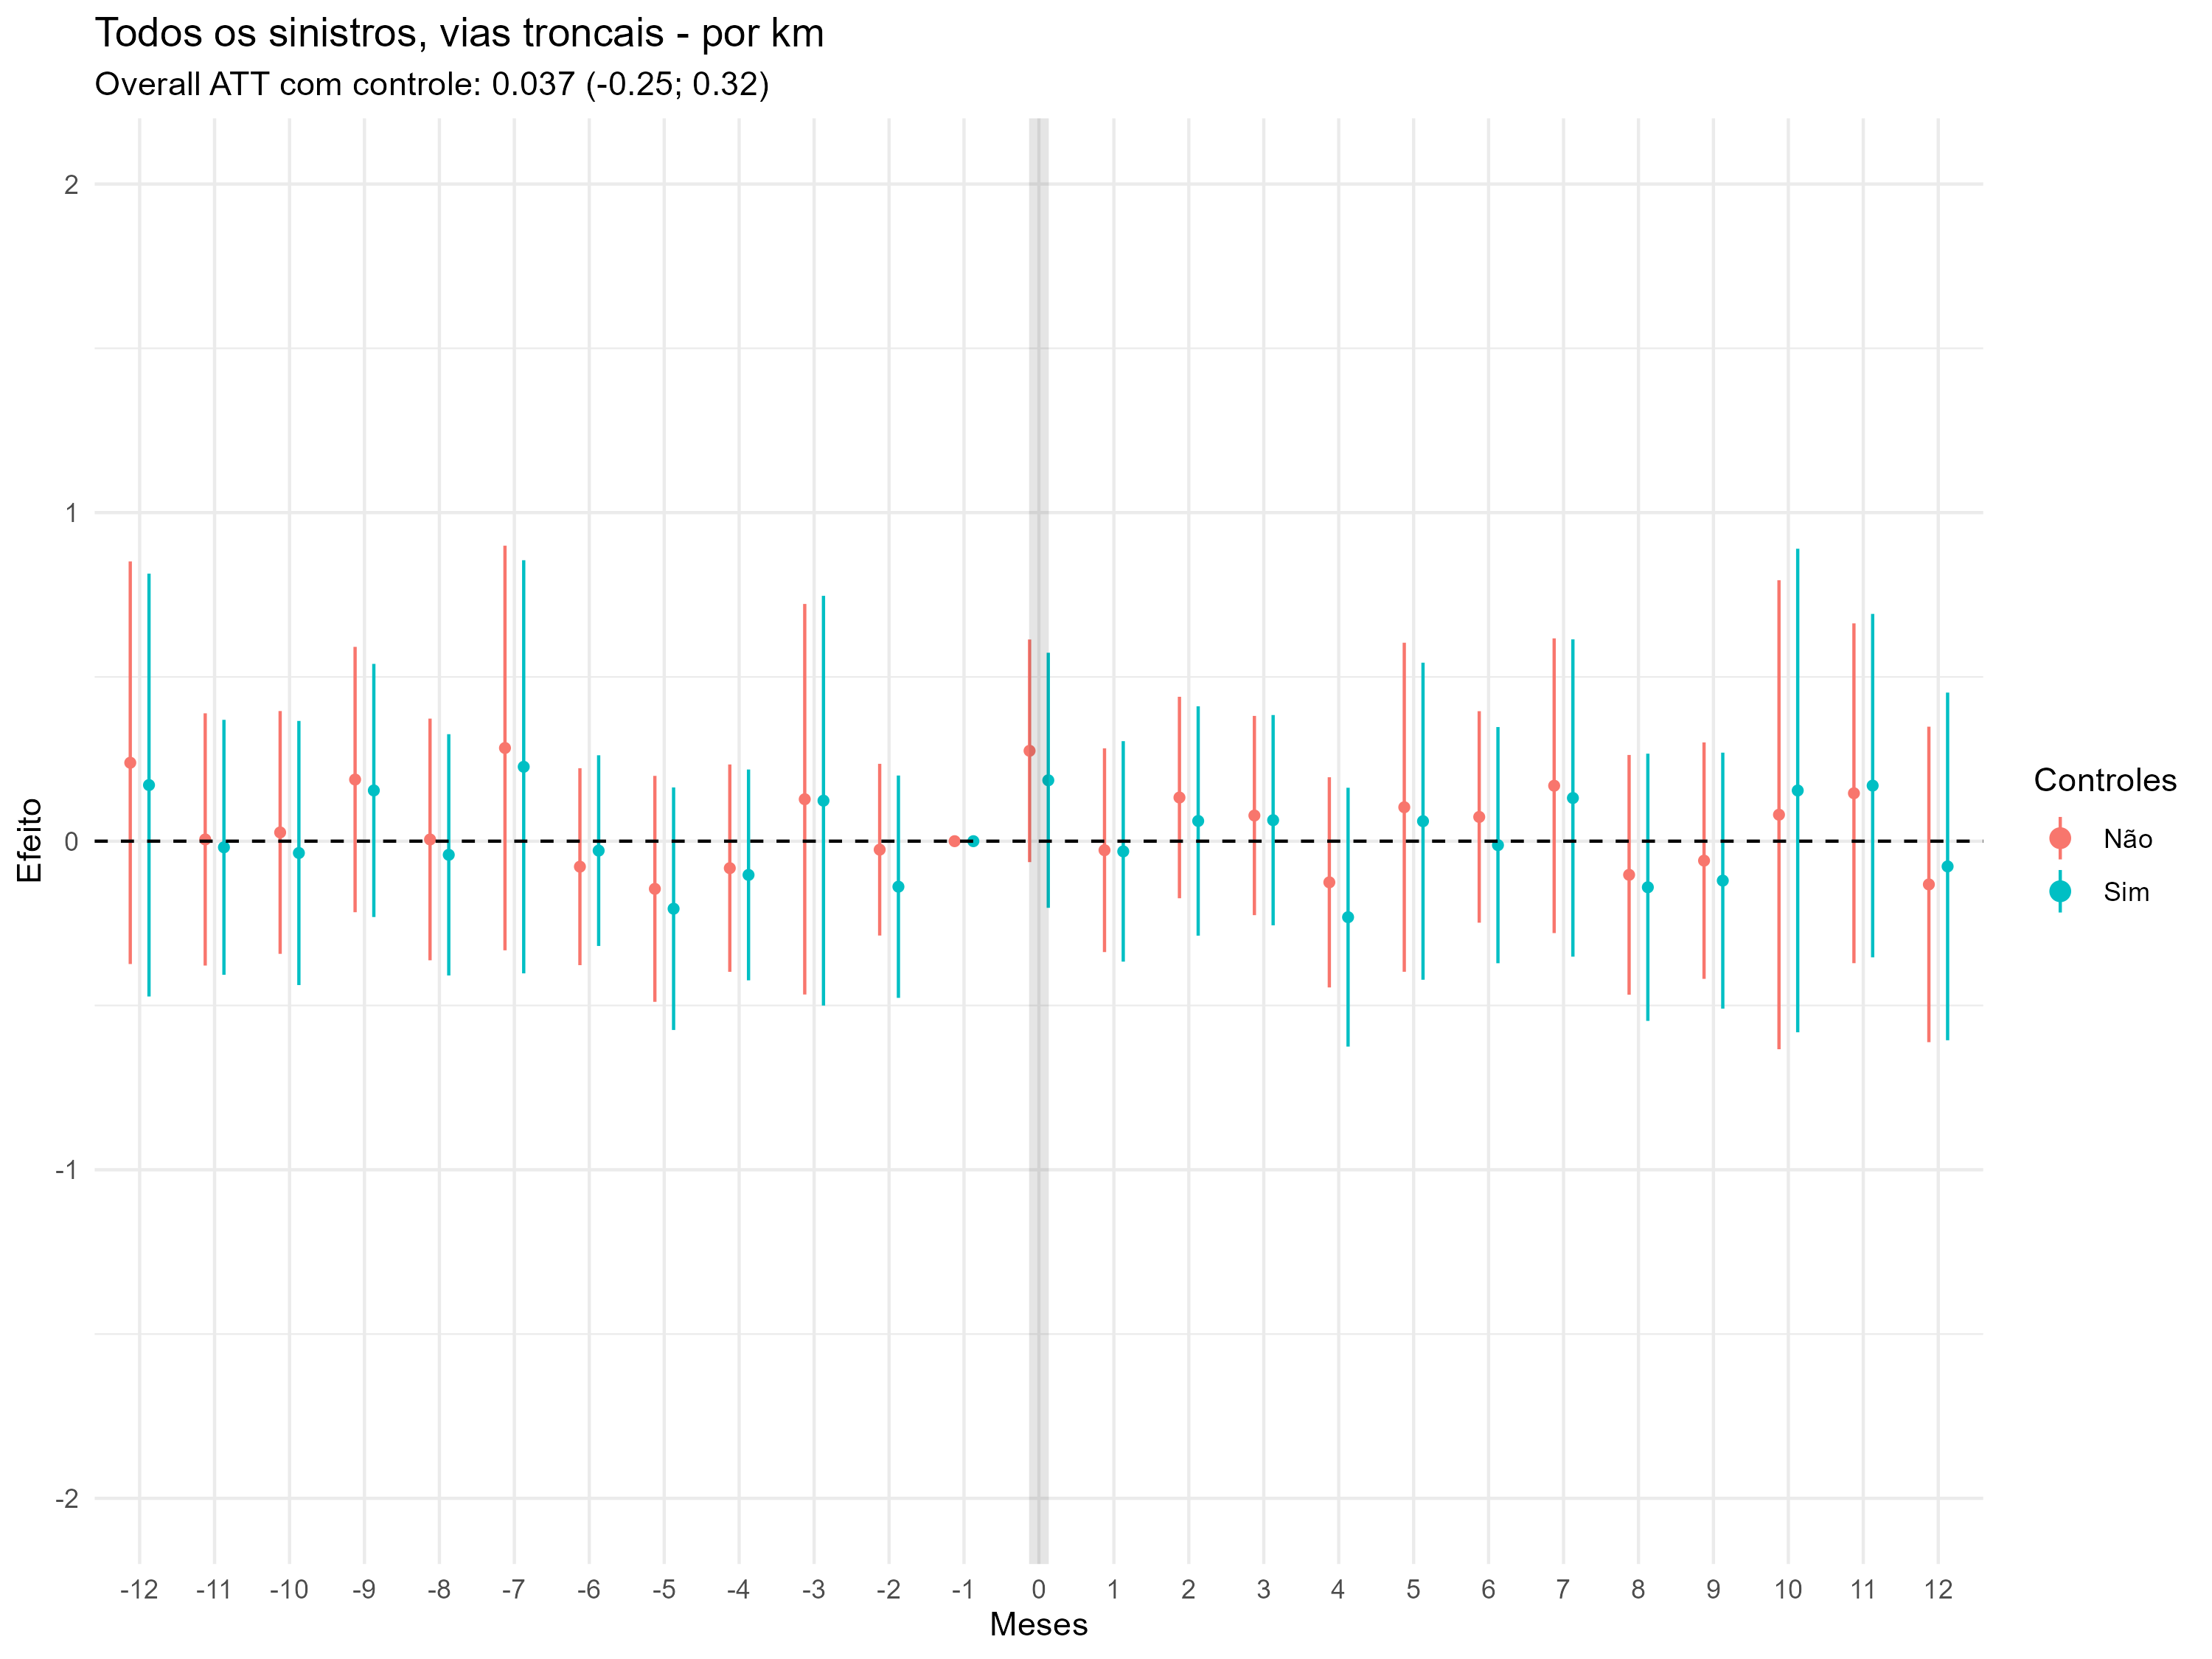 Todos os sinistros, vias troncais - por km
Overall ATT com controle: 0.037 (-0.25; 0.32)
2
1
0
-1
-2
Efeito
-12 -11 -10 -9 -8 -7 -6 -5 -4 -3 -2 -1 0 1 2 3 4 5 6 7 8 9 10 11 12
Meses
Controles
Não
Sim